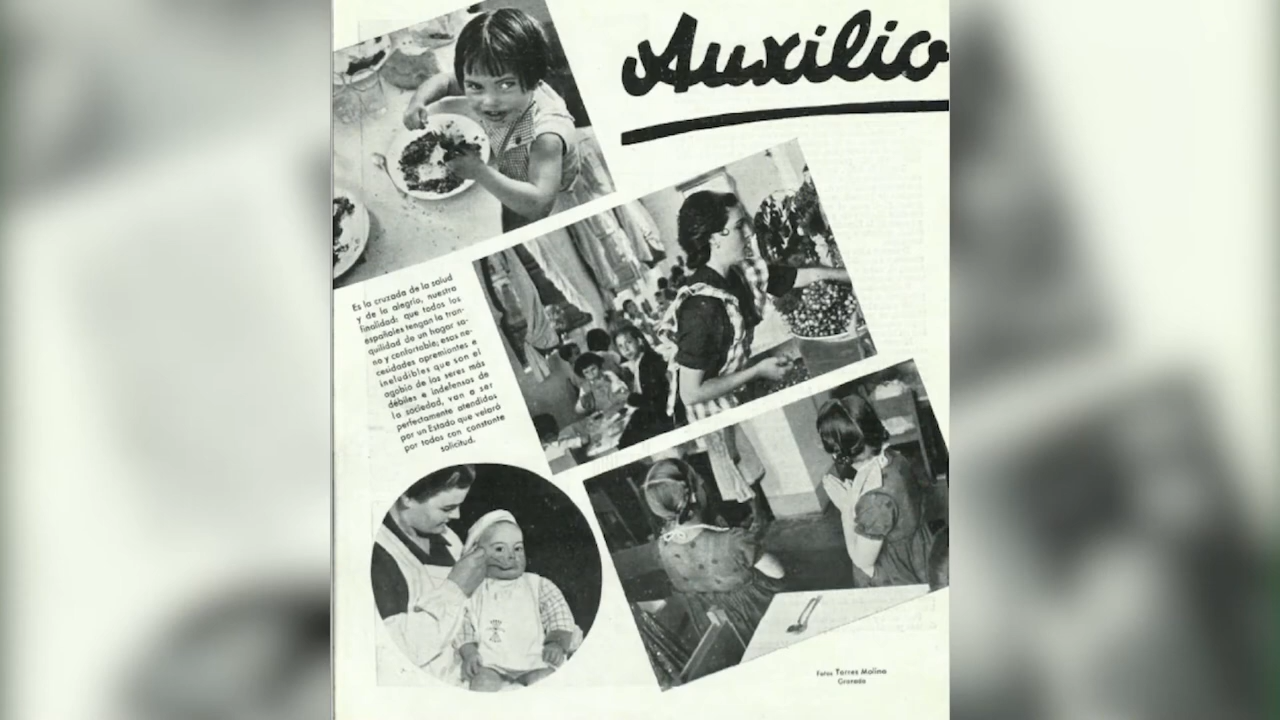 Auxilio
Es la cruzada de la salud
y de la alegría, nuestra
finalidad: que todos los
españoles tengan la tran-
quilidad de un hogar sa-
no y confortable; esas ne-
cesidades apremiantes e
ineludibles que son el
agobio de los seres más
débiles e indefensos de
la sociedad, van a ser
perfectamente atendidas
por un Estado que velará
por todos con constante
solicitud.
Fotos Torres Molina
Granada